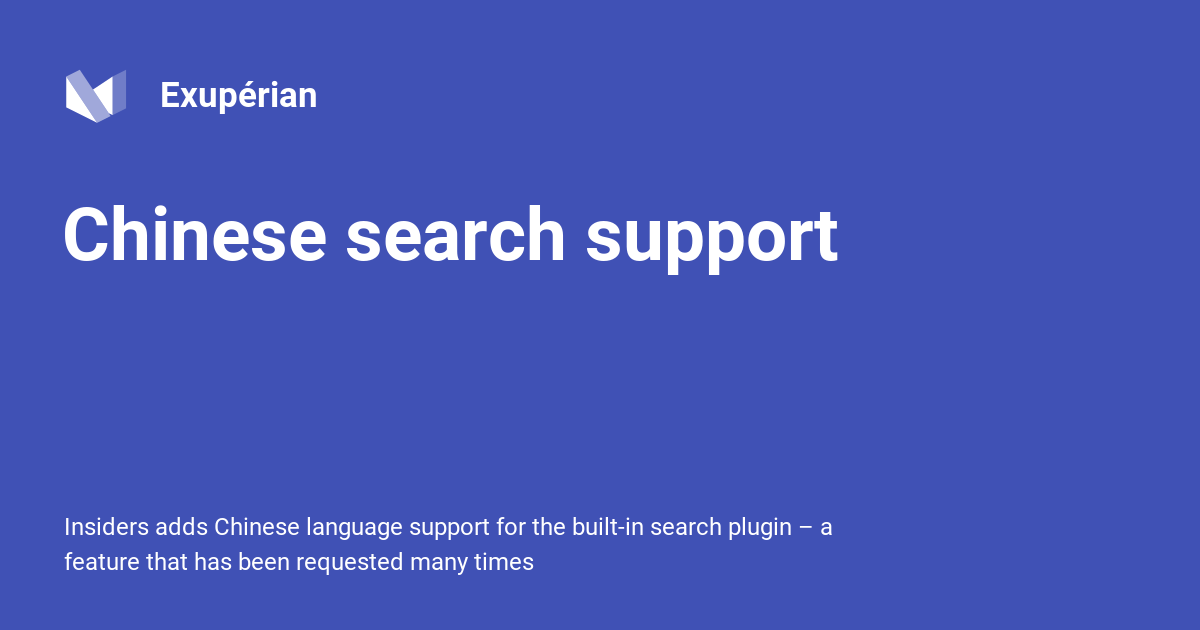 Exupérian
Chinese search support
Insiders adds Chinese language support for the built-in search plugin – a
feature that has been requested many times